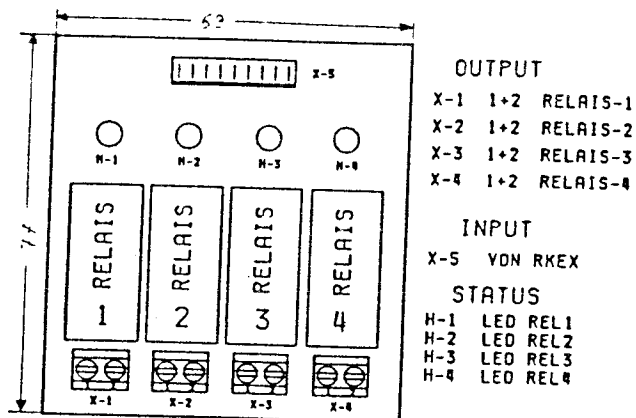 63
X-5
H-1 H-2 H-3 H-4
RELAIS 1
RELAIS 2
RELAIS 3
RELAIS 4
X-1 X-2 X-3 X-4
OUTPUT
X-1 1+2 RELAIS-1
X-2 1+2 RELAIS-2
X-3 1+2 RELAIS-3
X-4 1+2 RELAIS-4
INPUT
X-5 VON RKEX
STATUS
H-1 LED REL1
H-2 LED REL2
H-3 LED REL3
H-4 LED REL4